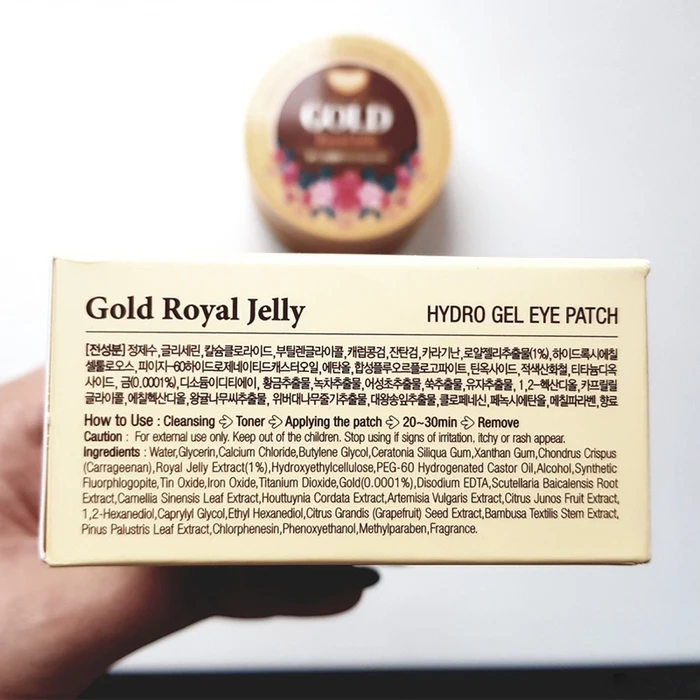 GOLD
Gold Royal Jelly
HYDRO GEL EYE PATCH
[전성분] 정제수, 글리세린, 칼슘클로라이드, 부틸렌글라이콜, 캐럽콩검, 잔탄검, 카라기난, 로얄젤리추출물(1%), 하이드록시에칠
셀룰로오스, 피이지-60하이드로제네이티드캐스터오일, 에탄올, 합성플루오르플로고파이트, 틴옥사이드, 적색산화철, 티타늄디옥
사이드, 금(0.0001%), 디소듐이디티에이, 황금추출물, 녹차추출물, 어성초추출물, 쑥추출물, 유자추출물, 1,2-헥산디올, 카프릴릴
글라이콜, 에칠헥산디올, 왕귤나무씨추출물, 위버대나무줄기추출물, 대왕송잎추출물, 클로페네신, 페녹시에탄올, 메칠파라벤, 향료
How to Use : Cleansing Toner Applying the patch 20~30min Remove
Caution : For external use only. Keep out of the children. Stop using if signs of irritation, itchy or rash appear.
Ingredients : Water,Glycerin,Calcium Chloride,Butylene Glycol,Ceratonia Siliqua Gum,Xanthan Gum,Chondrus Crispus
(Carrageenan),Royal Jelly Extract(1%),Hydroxyethylcellulose,PEG-60 Hydrogenated Castor Oil,Alcohol,Synthetic
Fluorphlogopite,Tin Oxide,Iron Oxide,Titanium Dioxide,Gold(0.0001%),Disodium EDTA,Scutellaria Baicalensis Root
Extract,Camellia Sinensis Leaf Extract,Houttuynia Cordata Extract,Artemisia Vulgaris Extract,Citrus Junos Fruit Extract,
1,2-Hexanediol,Caprylyl Glycol,Ethyl Hexanediol,Citrus Grandis (Grapefruit) Seed Extract,Bambusa Textilis Stem Extract,
Pinus Palustris Leaf Extract,Chlorphenesin,Phenoxyethanol,Methylparaben,Fragrance.